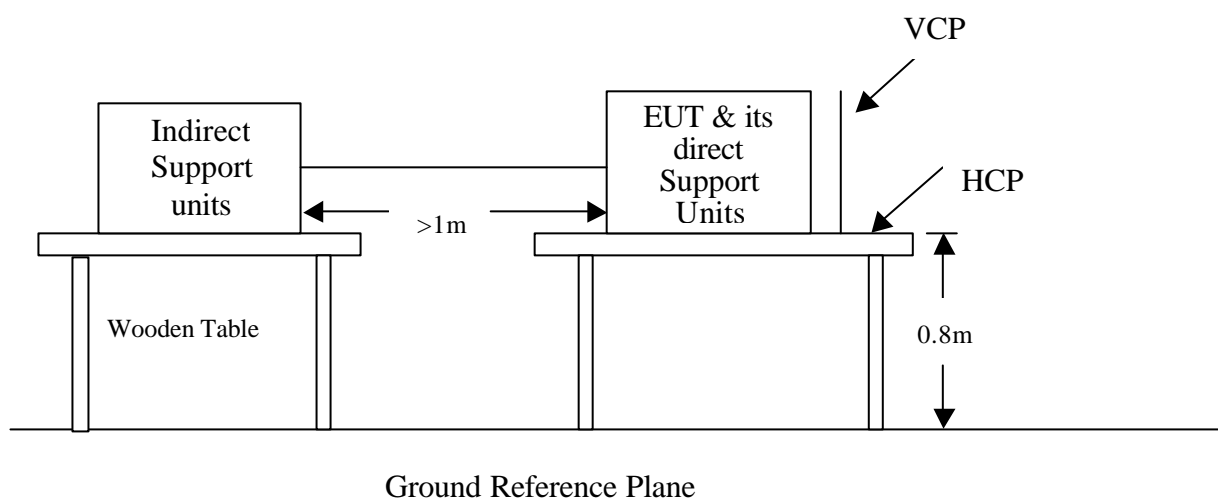 VCP
Indirect
Support
units
EUT & its
direct
Support
Units
HCP
>1m
Wooden Table
0.8m
Ground Reference Plane